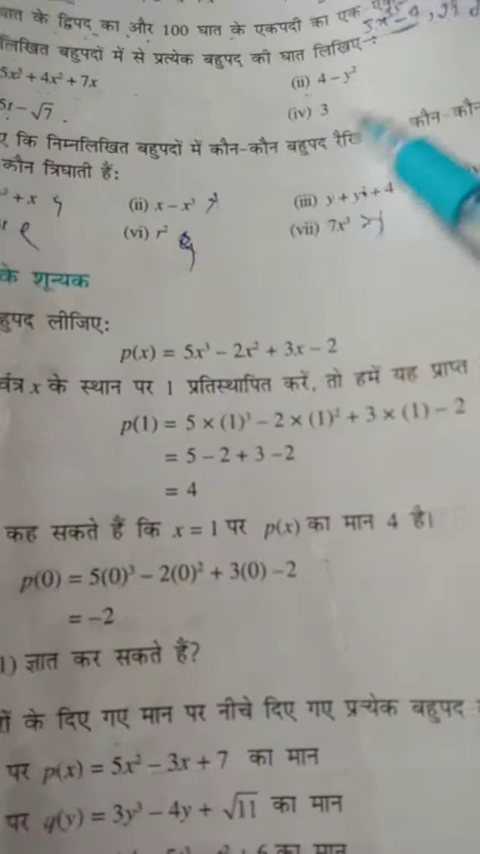 घात के द्विपद का और 100 घात के एकपदी का एक
लिखित बहुपदों में से प्रत्येक बहुपद की घात लिखिए :
5x³ + 4x² + 7x (ii) 4 – y²
5t – √7 (iv) 3
कि निम्नलिखित बहुपदों में कौन-कौन बहुपद कौन-कौन
कौन त्रिघाती हैं:
+ x (ii) x – x³ (iii) y + y² + 4
(vi) r² (vii) 7x³
के शून्यक
बहुपद लीजिए:
p(x) = 5x³ – 2x² + 3x – 2
x के स्थान पर 1 प्रतिस्थापित करें, तो हमें यह प्राप्त
p(1) = 5 × (1)³ – 2 × (1)² + 3 × (1) – 2
= 5 – 2 + 3 –2
= 4
कह सकते हैं कि x = 1 पर p(x) का मान 4 है।
p(0) = 5(0)³ – 2(0)² + 3(0) –2
= –2
1) ज्ञात कर सकते हैं?
के दिए गए मान पर नीचे दिए गए प्रत्येक बहुपद
पर p(x) = 5x² – 3x + 7 का मान
पर q(y) = 3y³ – 4y + √11 का मान
का मान